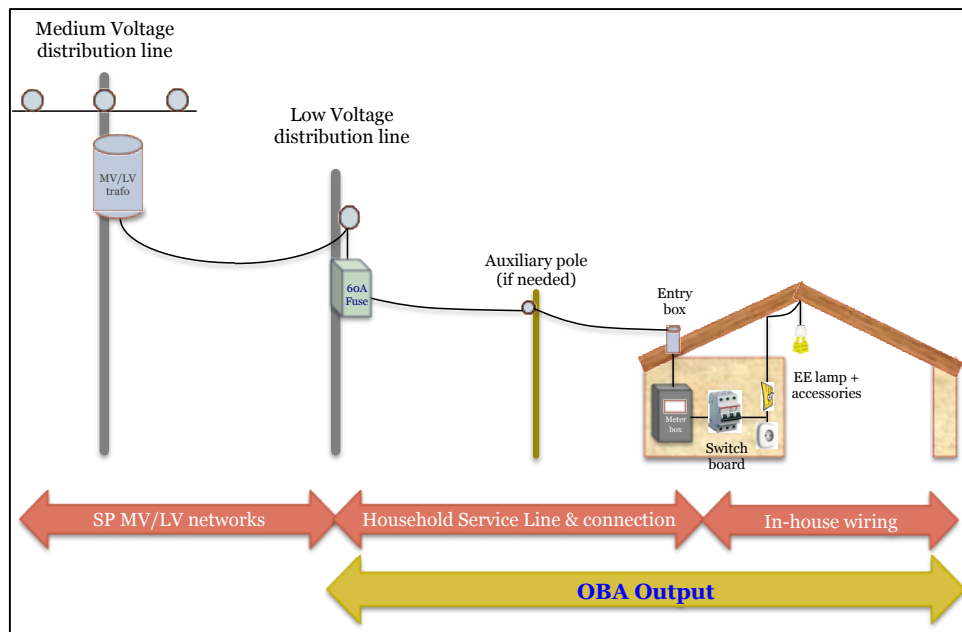 Medium Voltage
distribution line
Low Voltage
distribution line
MV/LV
trafo
60A
Fuse
Auxiliary pole
(if needed)
Entry
box
EE lamp +
accessories
Meter
box
Switch
board
SP MV/LV networks
Household Service Line & connection
In-house wiring
OBA Output